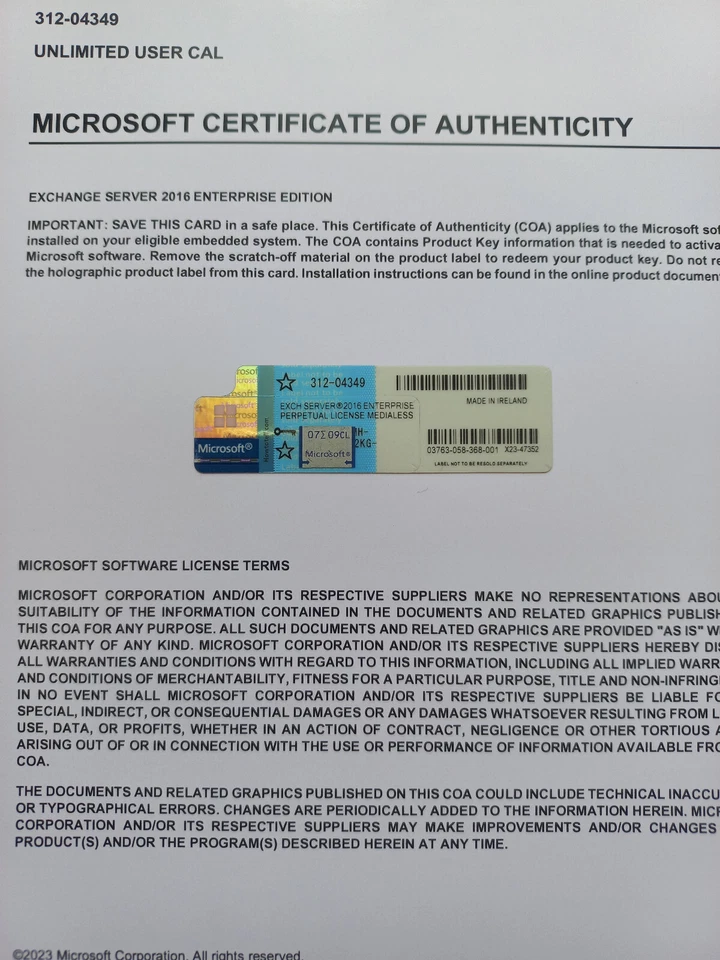 312-04349
UNLIMITED USER CAL
MICROSOFT CERTIFICATE OF AUTHENTICITY
EXCHANGE SERVER 2016 ENTERPRISE EDITION
IMPORTANT: SAVE THIS CARD in a safe place. This Certificate of Authenticity (COA) applies to the Microsoft sof
installed on your eligible embedded system. The COA contains Product Key information that is needed to activa
Microsoft software. Remove the scratch-off material on the product label to redeem your product key. Do not re
the holographic product label from this card. Installation instructions can be found in the online product documen
312-04349
EXCH SERVER®2016 ENTERPRISE
PERPETUAL LICENSE MEDIALESS
07Σ09CL
Microsoft®
Microsoft®
MADE IN IRELAND
03763-058-368-001 X23-47352
LABEL NOT TO BE RESOLD SEPARATELY
MICROSOFT SOFTWARE LICENSE TERMS
MICROSOFT CORPORATION AND/OR ITS RESPECTIVE SUPPLIERS MAKE NO REPRESENTATIONS ABOU
SUITABILITY OF THE INFORMATION CONTAINED IN THE DOCUMENTS AND RELATED GRAPHICS PUBLISH
THIS COA FOR ANY PURPOSE. ALL SUCH DOCUMENTS AND RELATED GRAPHICS ARE PROVIDED "AS IS" W
WARRANTY OF ANY KIND. MICROSOFT CORPORATION AND/OR ITS RESPECTIVE SUPPLIERS HEREBY DIS
ALL WARRANTIES AND CONDITIONS WITH REGARD TO THIS INFORMATION, INCLUDING ALL IMPLIED WARR
AND CONDITIONS OF MERCHANTABILITY, FITNESS FOR A PARTICULAR PURPOSE, TITLE AND NON-INFRING
IN NO EVENT SHALL MICROSOFT CORPORATION AND/OR ITS RESPECTIVE SUPPLIERS BE LIABLE FO
SPECIAL, INDIRECT, OR CONSEQUENTIAL DAMAGES OR ANY DAMAGES WHATSOEVER RESULTING FROM L
USE, DATA, OR PROFITS, WHETHER IN AN ACTION OF CONTRACT, NEGLIGENCE OR OTHER TORTIOUS A
ARISING OUT OF OR IN CONNECTION WITH THE USE OR PERFORMANCE OF INFORMATION AVAILABLE FRO
COA.
THE DOCUMENTS AND RELATED GRAPHICS PUBLISHED ON THIS COA COULD INCLUDE TECHNICAL INACCU
OR TYPOGRAPHICAL ERRORS. CHANGES ARE PERIODICALLY ADDED TO THE INFORMATION HEREIN. MICR
CORPORATION AND/OR ITS RESPECTIVE SUPPLIERS MAY MAKE IMPROVEMENTS AND/OR CHANGES
PRODUCT(S) AND/OR THE PROGRAM(S) DESCRIBED HEREIN AT ANY TIME.
©2023 Microsoft Corporation. All rights reserved.